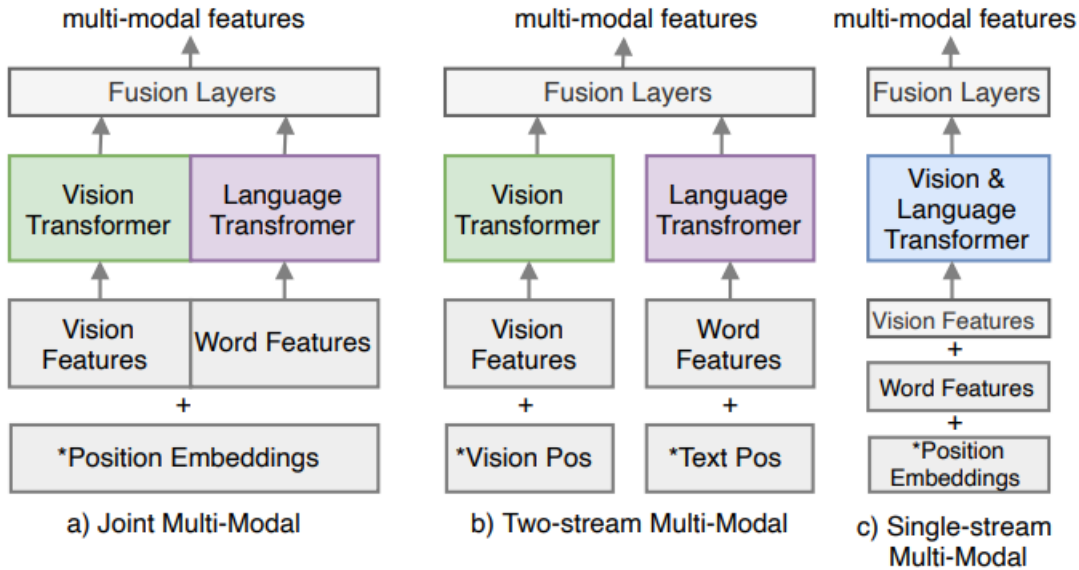 multi-modal features
Fusion Layers
Vision
Transformer
Language
Transfromer
Vision
Features
Word Features
+
*Position Embeddings
a) Joint Multi-Modal
multi-modal features
Fusion Layers
Vision
Transformer
Language
Transfromer
Vision
Features
Word
Features
+
+
*Vision Pos
*Text Pos
b) Two-stream Multi-Modal
multi-modal features
Fusion Layers
Vision &
Language
Transformer
Vision Features
+
Word Features
+
*Position
Embeddings
c) Single-stream
Multi-Modal